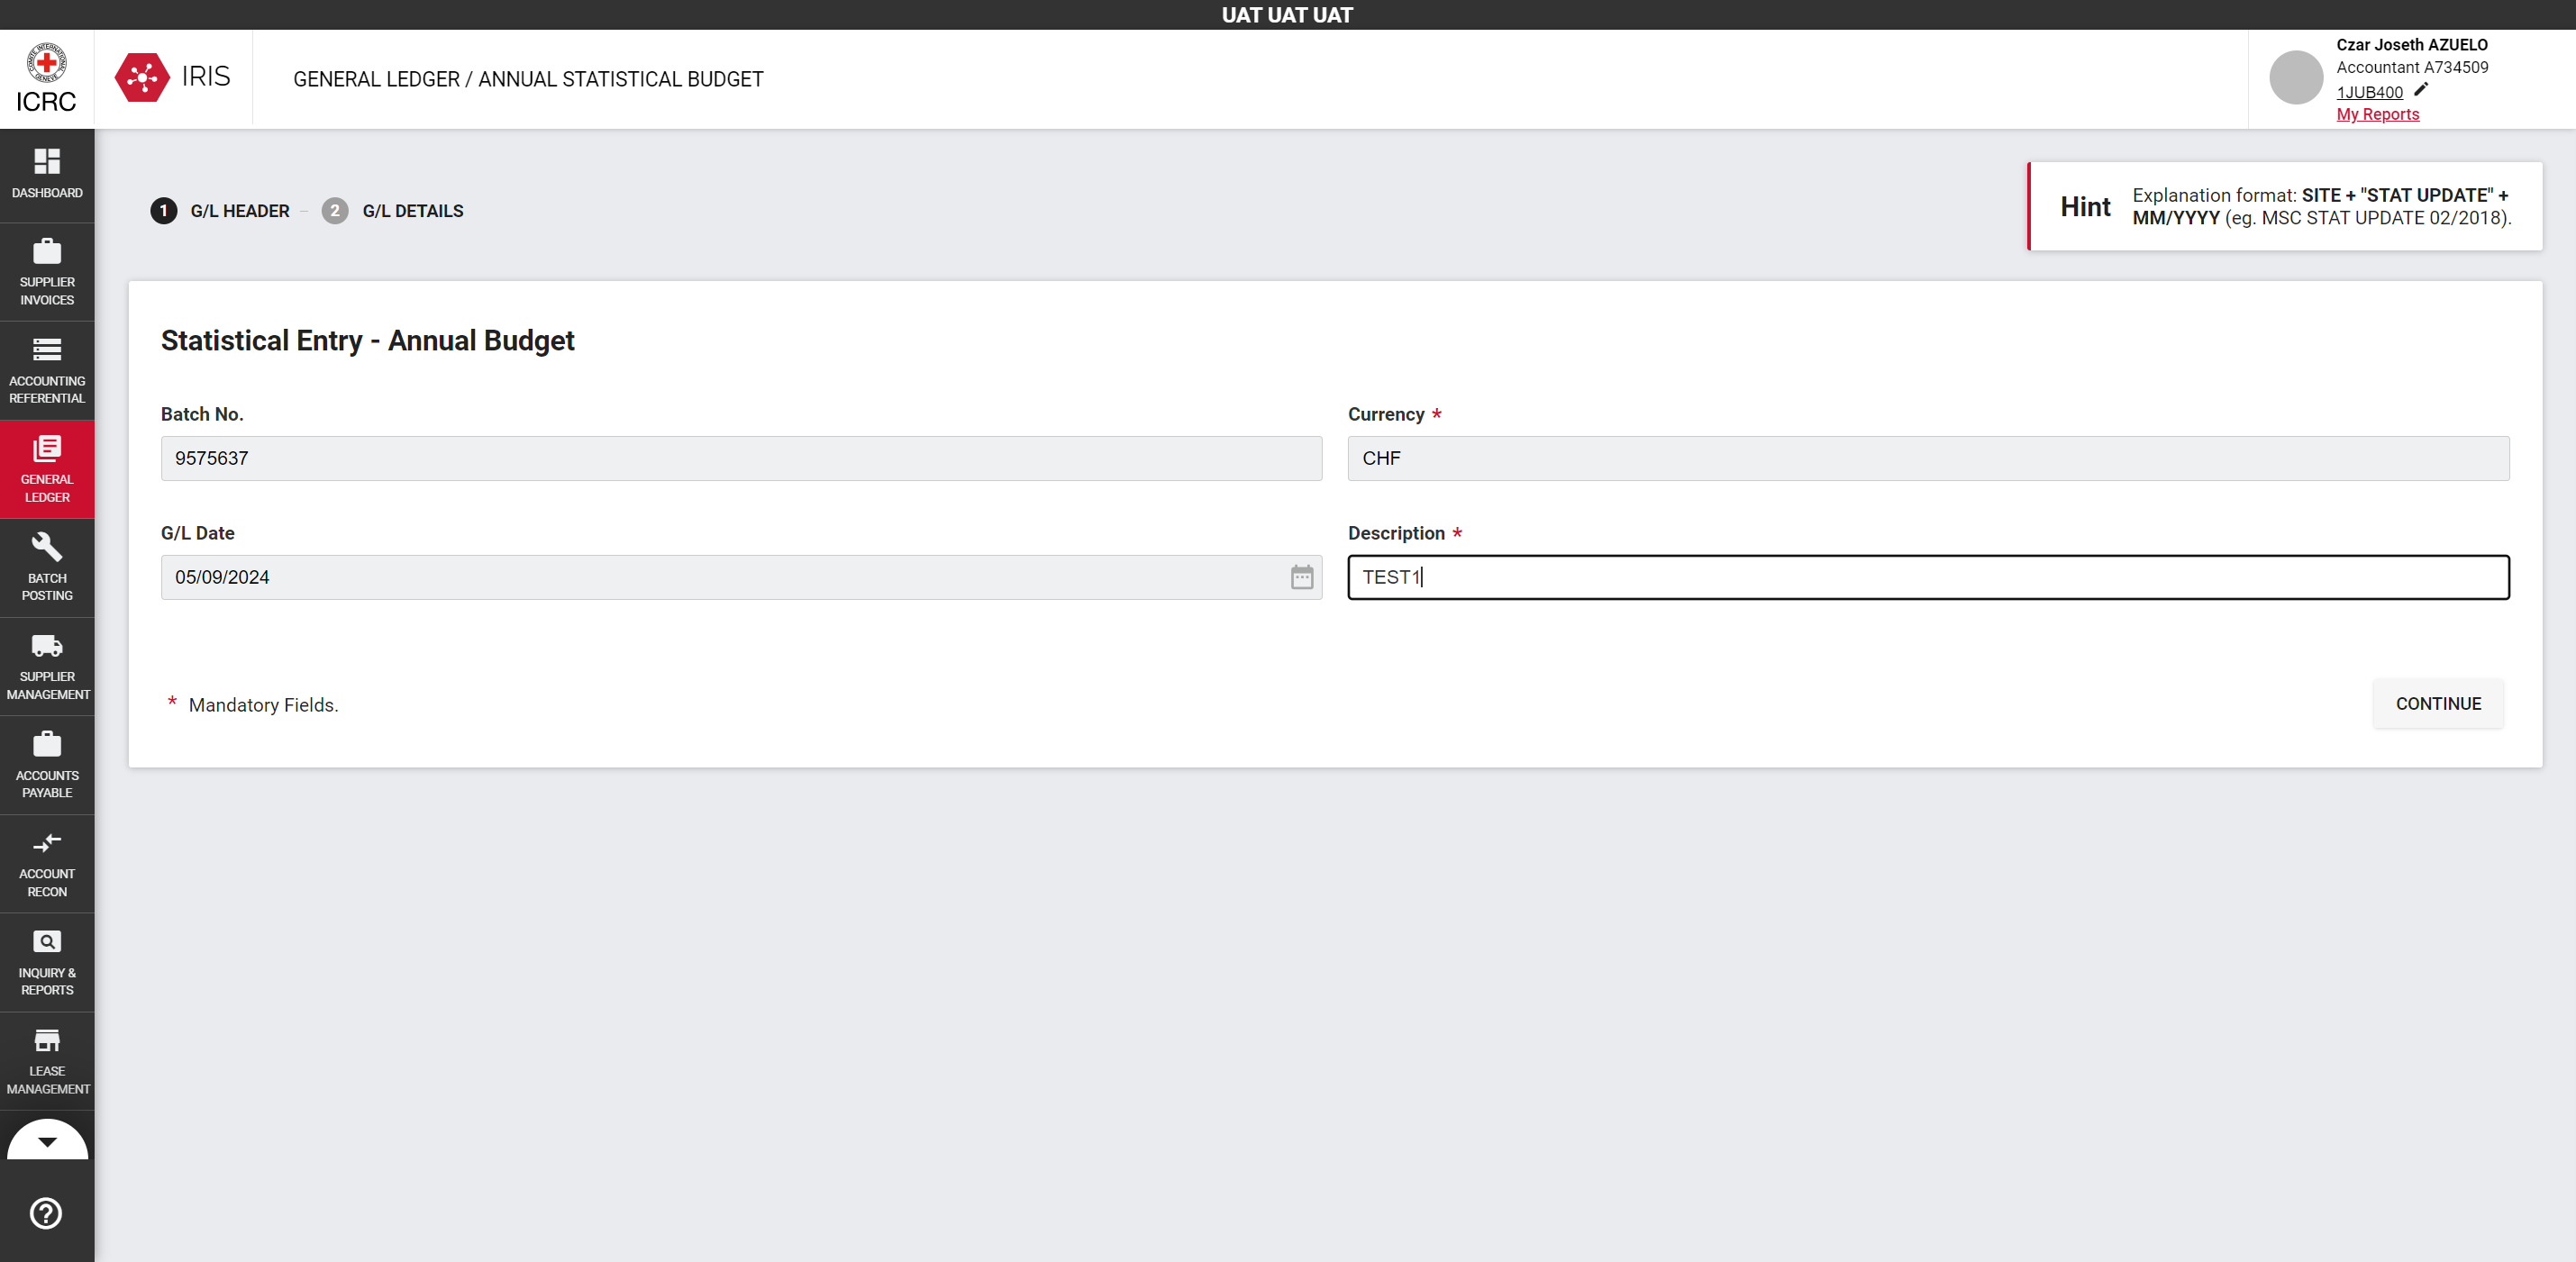 UAT UAT UAT
ICRC
IRIS
GENERAL LEDGER / ANNUAL STATISTICAL BUDGET
Czar Joseth AZUELO
Accountant A734509
1JUB400
My Reports
DASHBOARD
SUPPLIER
INVOICES
ACCOUNTING
REFERENTIAL
GENERAL
LEDGER
BATCH
POSTING
SUPPLIER
MANAGEMENT
ACCOUNTS
PAYABLE
ACCOUNT
RECON
INQUIRY &
REPORTS
LEASE
MANAGEMENT
1 G/L HEADER – 2 G/L DETAILS
Hint
Explanation format: SITE + "STAT UPDATE" +
MM/YYYY (eg. MSC STAT UPDATE 02/2018).
Statistical Entry - Annual Budget
Batch No.
9575637
Currency *
CHF
G/L Date
05/09/2024
Description *
TEST1
* Mandatory Fields.
CONTINUE